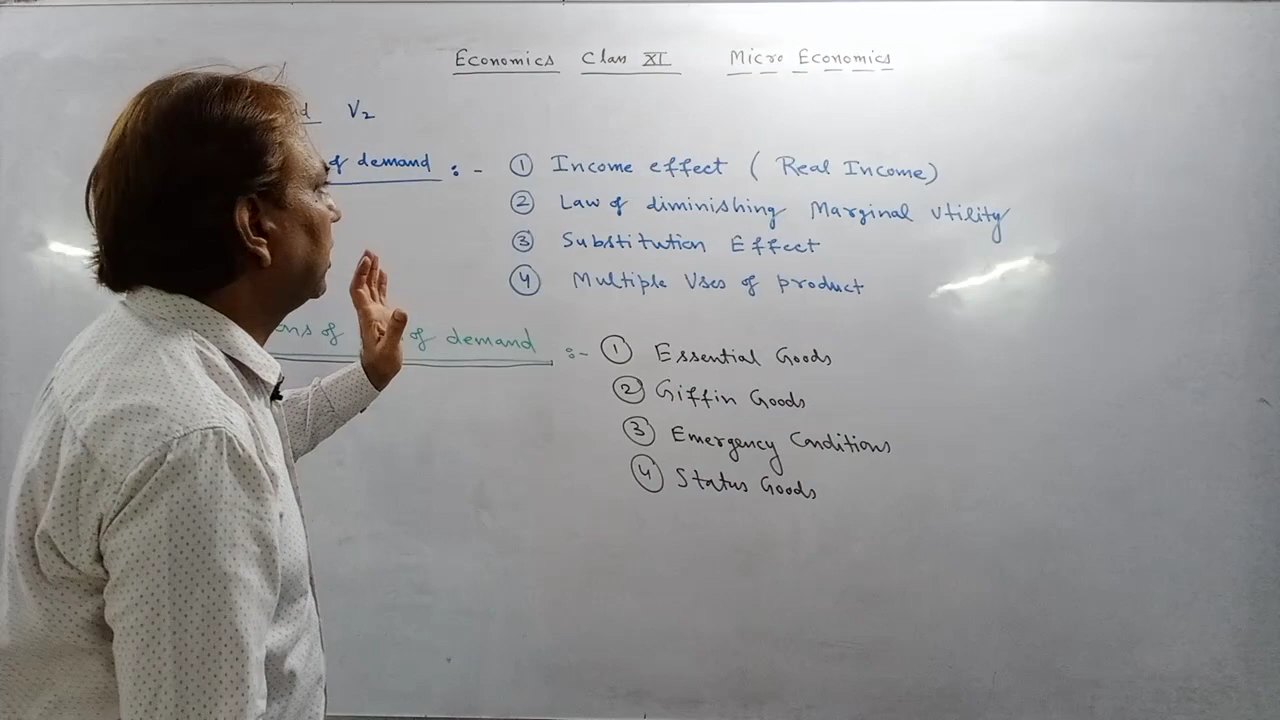 Economics Class XI Micro Economics
V2
of demand :- ① Income effect ( Real Income)
② Law of diminishing Marginal Utility
③ Substitution Effect
④ Multiple Uses of product
of demand :- ① Essential Goods
② Giffin Goods
③ Emergency Conditions
④ Status Goods